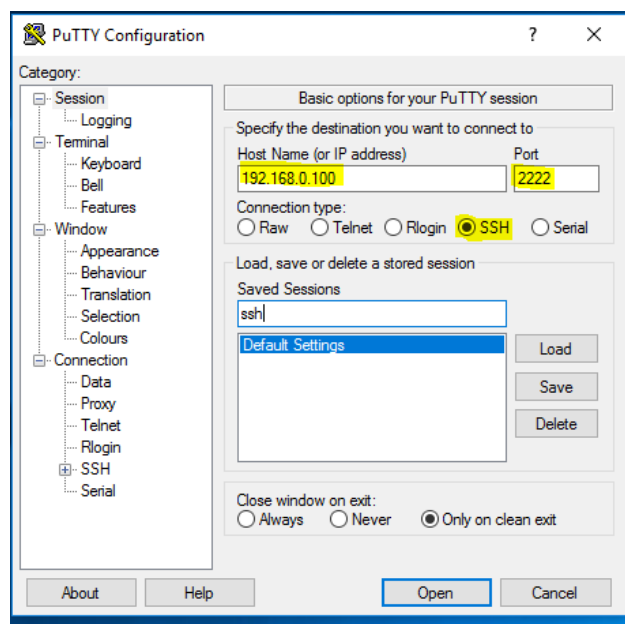 PuTTY Configuration
?
Category:
Session
Logging
Terminal
Keyboard
Bell
Features
Window
Appearance
Behaviour
Translation
Selection
Colours
Connection
Data
Proxy
Telnet
Rlogin
SSH
Serial
Basic options for your PuTTY session
Specify the destination you want to connect to
Host Name (or IP address) Port
192.168.0.100 2222
Connection type:
Raw Telnet Rlogin SSH Serial
Load, save or delete a stored session
Saved Sessions
ssh
Default Settings
Load
Save
Delete
Close window on exit:
Always Never Only on clean exit
About Help Open Cancel